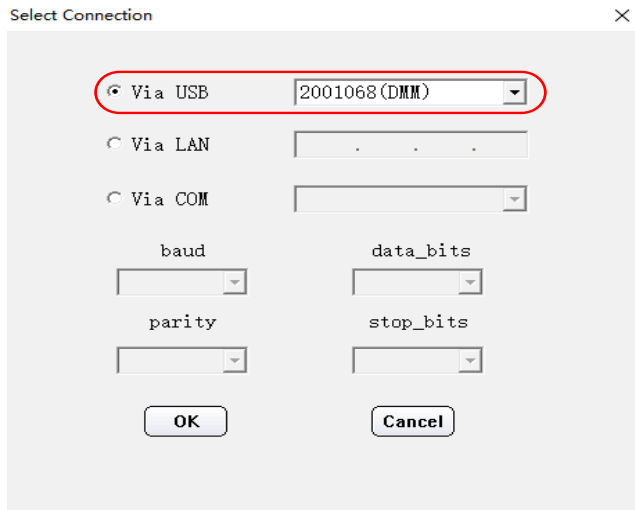 Select Connection
Via USB 2001068(DMM)
Via LAN . . .
Via COM
baud data_bits
parity stop_bits
OK Cancel